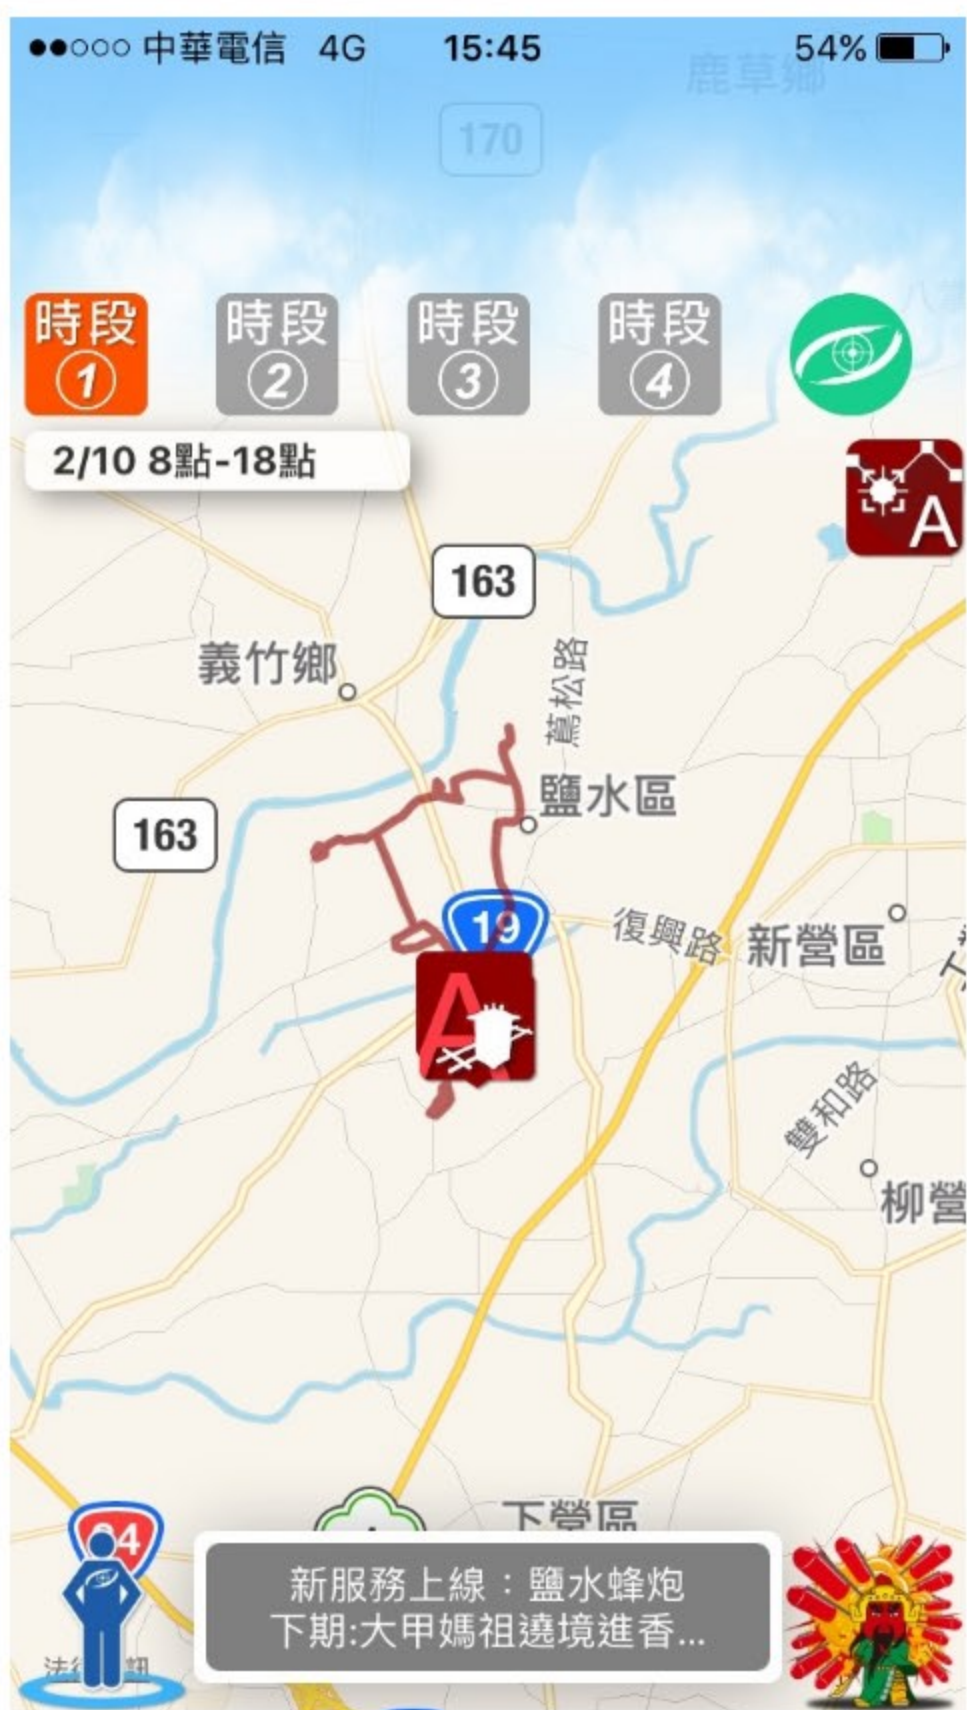 中華電信 4G 15:45 54%
鹿草鄉
170
時段 時段 時段 時段
1 2 3 4
2/10 8點-18點
A
163
義竹鄉
蔦松路
鹽水區
163
19
復興路
新營區
A
雙和路
柳營
下營區
84
新服務上線：鹽水蜂炮
下期:大甲媽祖遶境進香...